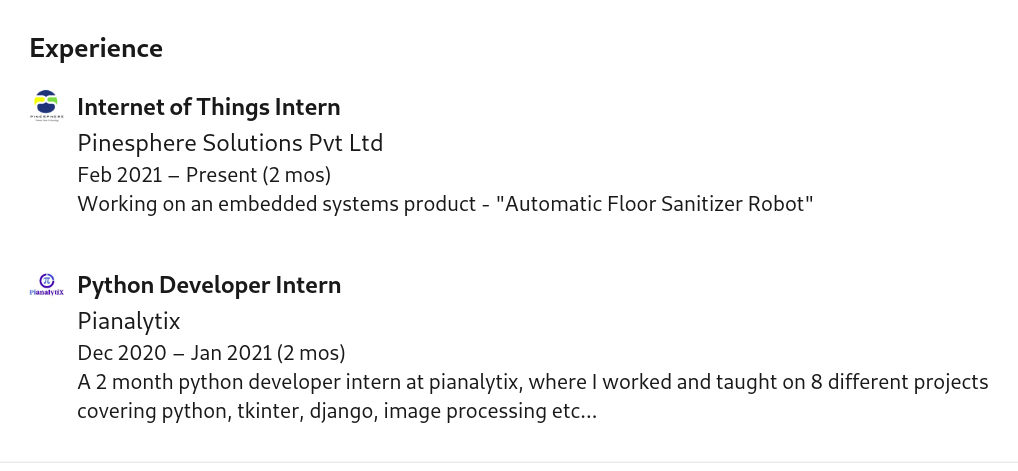 Experience
PINESPHERE
Internet of Things Intern
Pinesphere Solutions Pvt Ltd
Feb 2021 – Present (2 mos)
Working on an embedded systems product - "Automatic Floor Sanitizer Robot"
PianalytiX
Python Developer Intern
Pianalytix
Dec 2020 – Jan 2021 (2 mos)
A 2 month python developer intern at pianalytix, where I worked and taught on 8 different projects
covering python, tkinter, django, image processing etc...